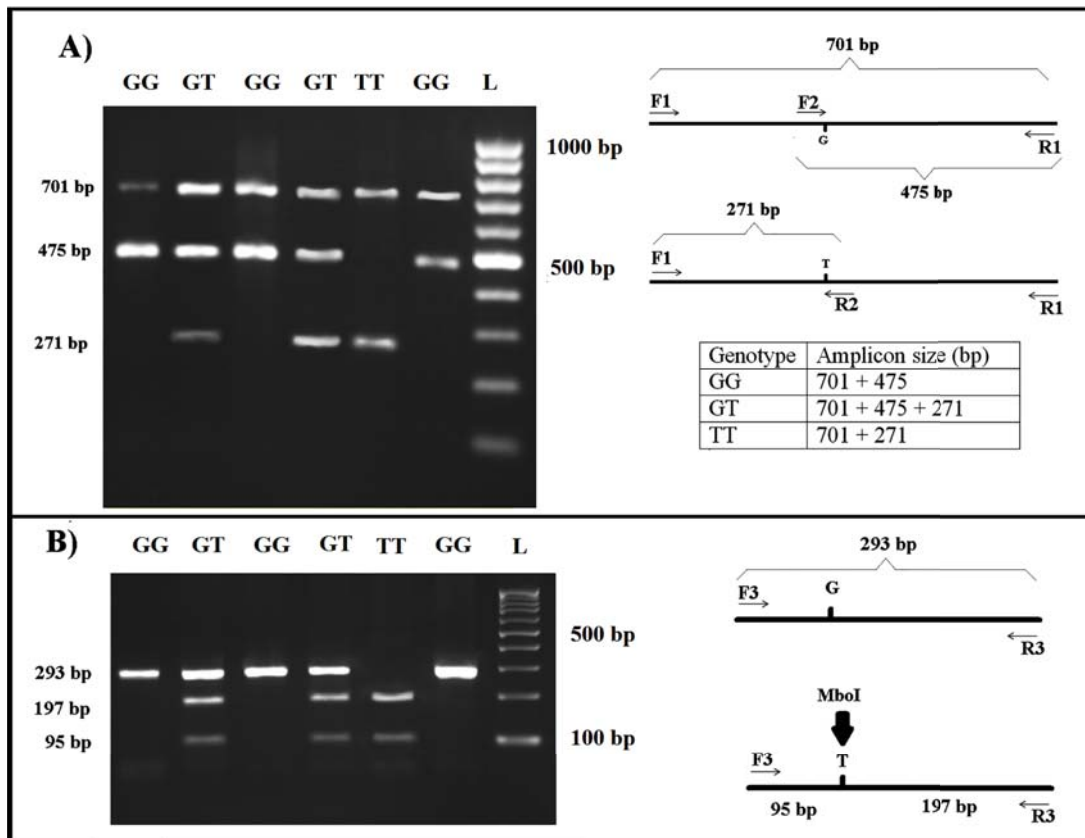 A)
GG GT GG GT TT GG L
701 bp
475 bp
271 bp
1000 bp
500 bp
701 bp
F1 F2
G
R1
475 bp
271 bp
F1 T
R2 R1
Genotype Amplicon size (bp)
GG 701 + 475
GT 701 + 475 + 271
TT 701 + 271
B)
GG GT GG GT TT GG L
293 bp
197 bp
95 bp
500 bp
100 bp
293 bp
F3 G
R3
MboI
F3 T
95 bp 197 bp R3